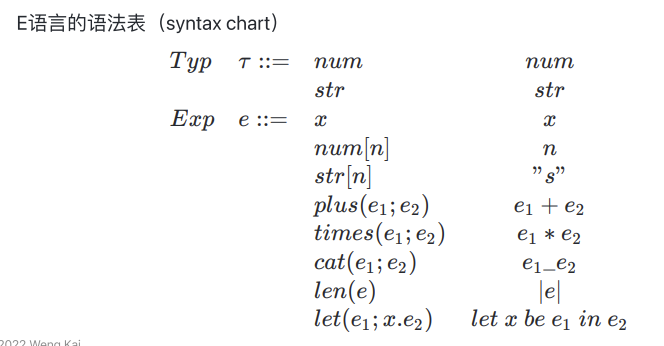 E语言的语法表（syntax chart）
Typ τ ::= num num
str str
Exp e ::= x x
num[n] n
str[n] ”s”
plus(e₁; e₂) e₁ + e₂
times(e₁; e₂) e₁ ∗ e₂
cat(e₁; e₂) e₁_e₂
len(e) |e|
let(e₁; x.e₂) let x be e₁ in e₂
2022 Weng Kai